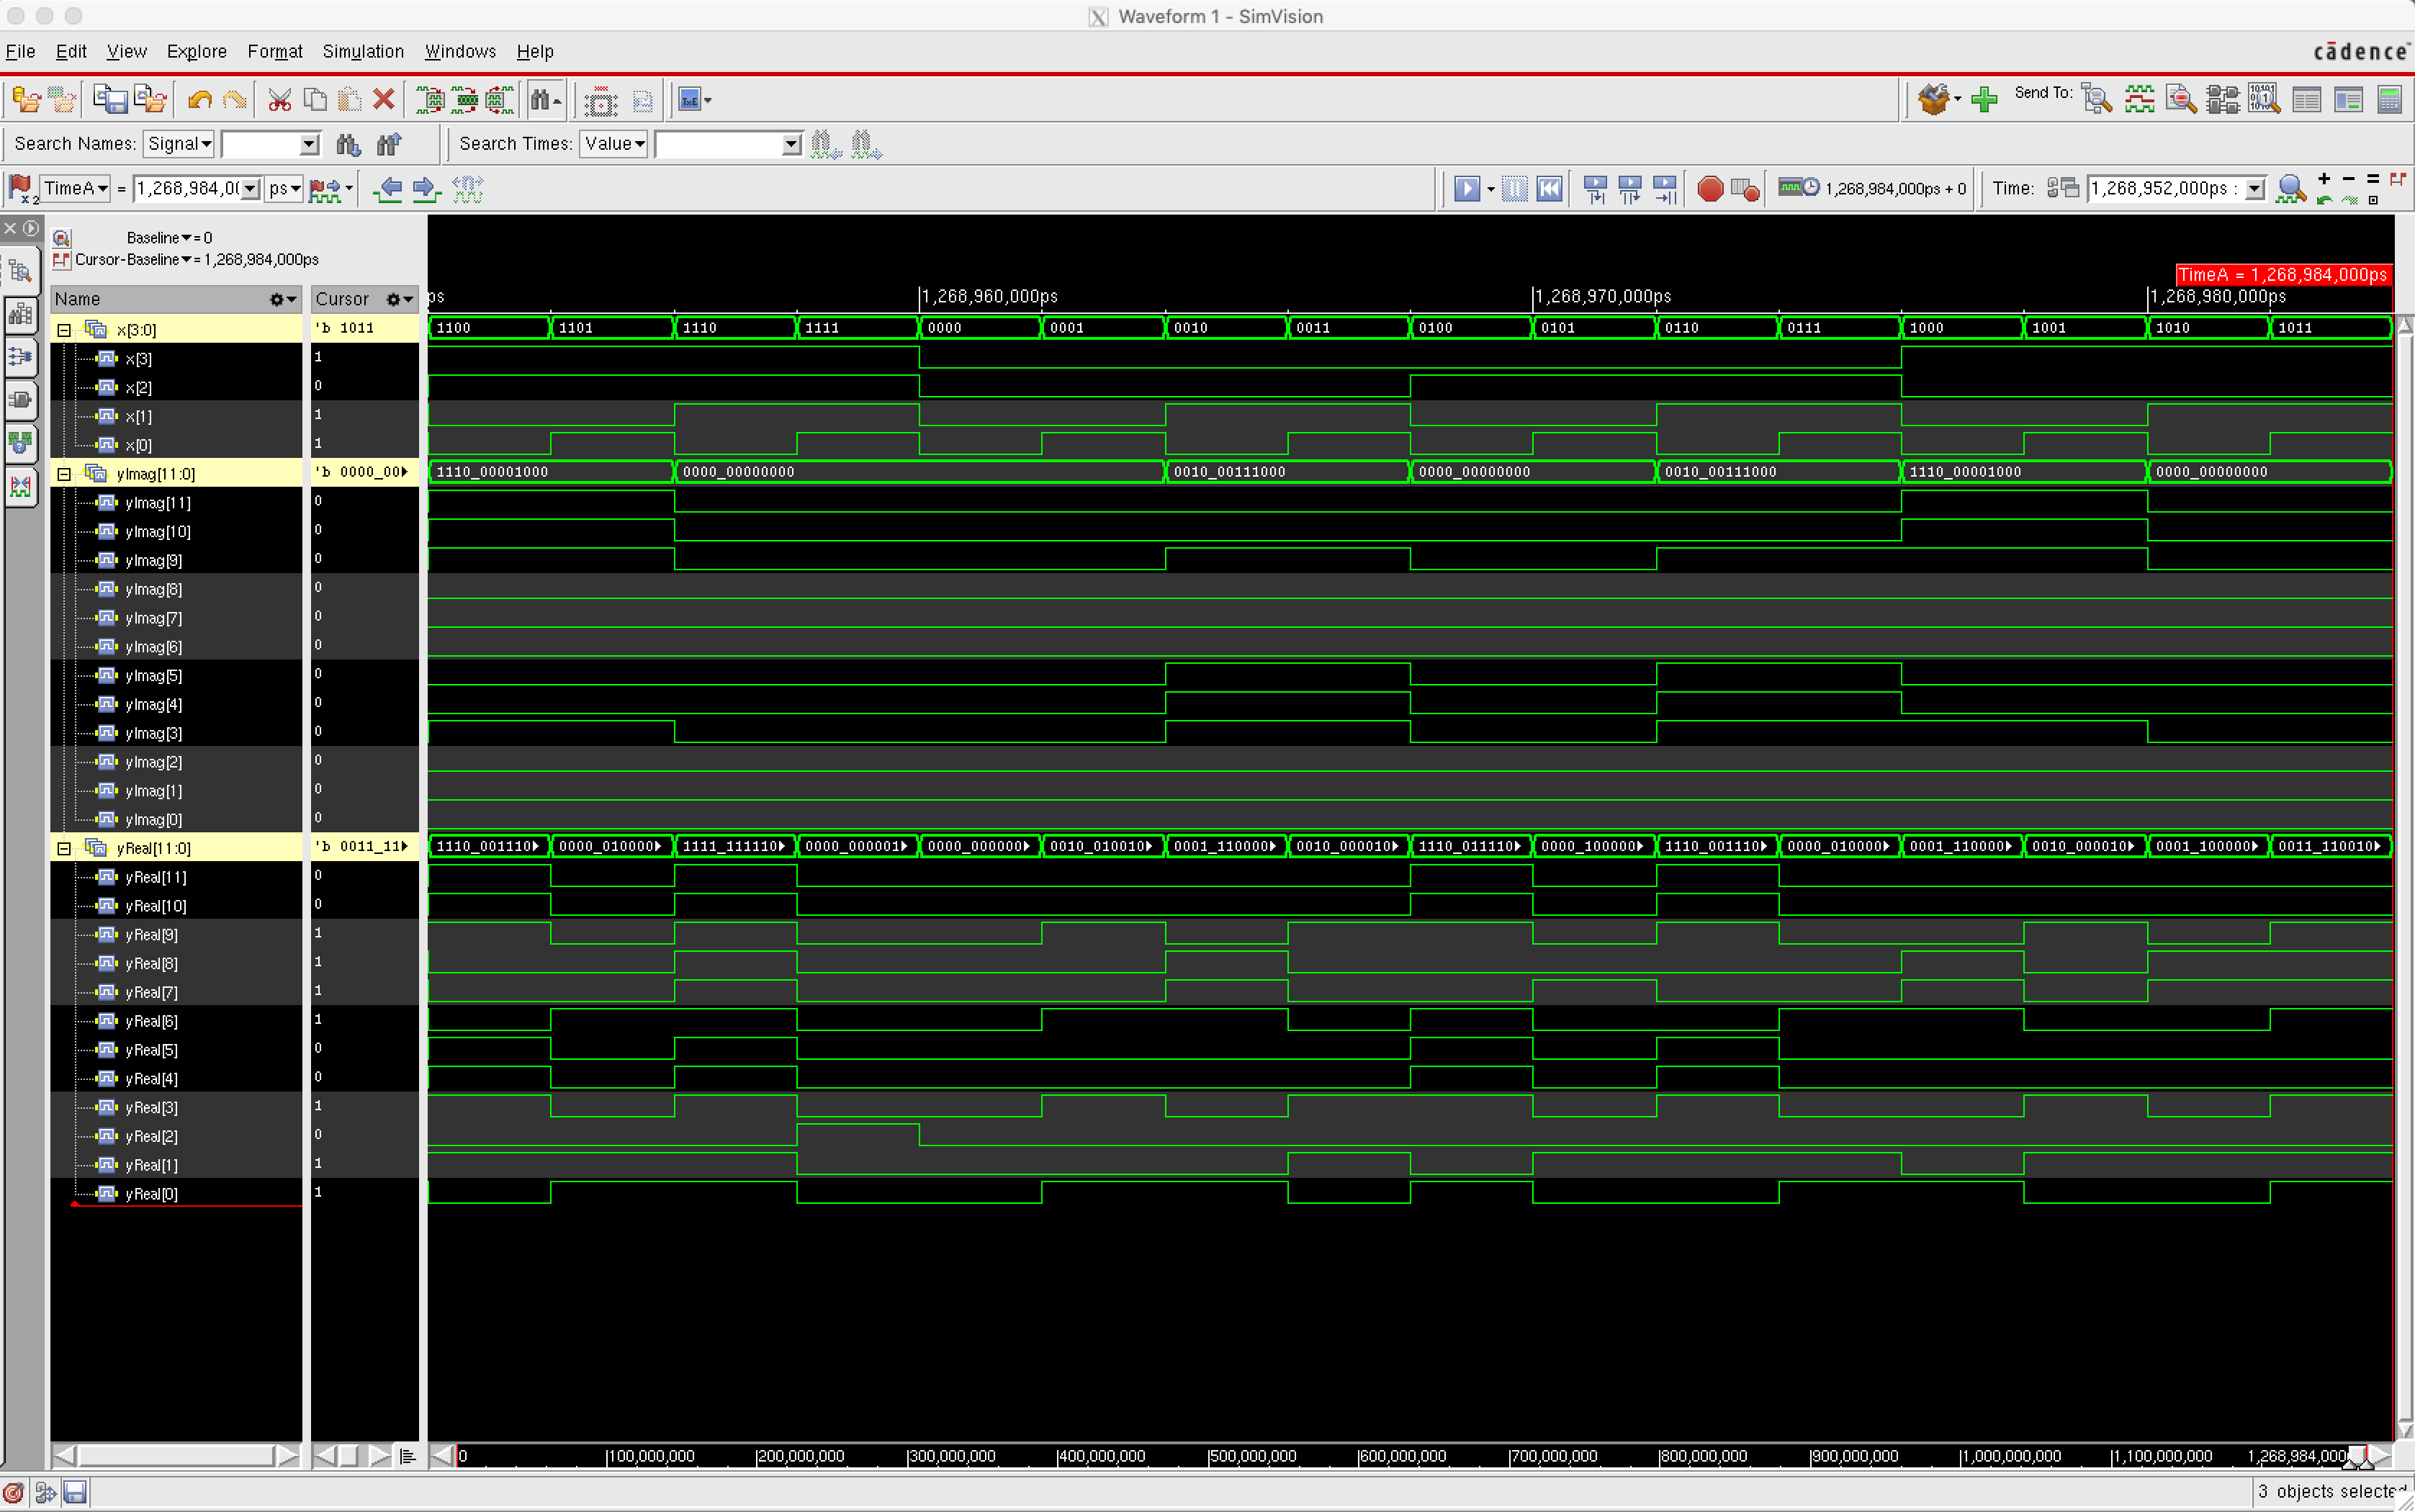 Waveform 1 - SimVision
File Edit View Explore Format Simulation Windows Help
cādence
Send To:
Search Names: Signal Search Times: Value
TimeA = 1,268,984,0( ps 1,268,984,000ps + 0 Time: 1,268,952,000ps :
Baseline = 0
Cursor-Baseline = 1,268,984,000ps
TimeA = 1,268,984,000ps
Name Cursor ps 1,268,960,000ps 1,268,970,000ps 1,268,980,000ps
x[3:0] 'b 1011 1100 1101 1110 1111 0000 0001 0010 0011 0100 0101 0110 0111 1000 1001 1010 1011
x[3] 1
x[2] 0
x[1] 1
x[0] 1
yImag[11:0] 'b 0000_00 1110_00001000 0000_00000000 0010_00111000 0000_00000000 0010_00111000 1110_00001000 0000_00000000
yImag[11] 0
yImag[10] 0
yImag[9] 0
yImag[8] 0
yImag[7] 0
yImag[6] 0
yImag[5] 0
yImag[4] 0
yImag[3] 0
yImag[2] 0
yImag[1] 0
yImag[0] 0
yReal[11:0] 'b 0011_11 1110_001110 0000_010000 1111_111110 0000_000001 0000_000000 0010_010010 0001_110000 0010_000010 1110_011110 0000_100000 1110_001110 0000_010000 0001_110000 0010_000010 0001_100000 0011_110010
yReal[11] 0
yReal[10] 0
yReal[9] 1
yReal[8] 1
yReal[7] 1
yReal[6] 1
yReal[5] 0
yReal[4] 0
yReal[3] 1
yReal[2] 0
yReal[1] 1
yReal[0] 1
0 100,000,000 200,000,000 300,000,000 400,000,000 500,000,000 600,000,000 700,000,000 800,000,000 900,000,000 1,000,000,000 1,100,000,000 1,268,984,000
3 objects selected